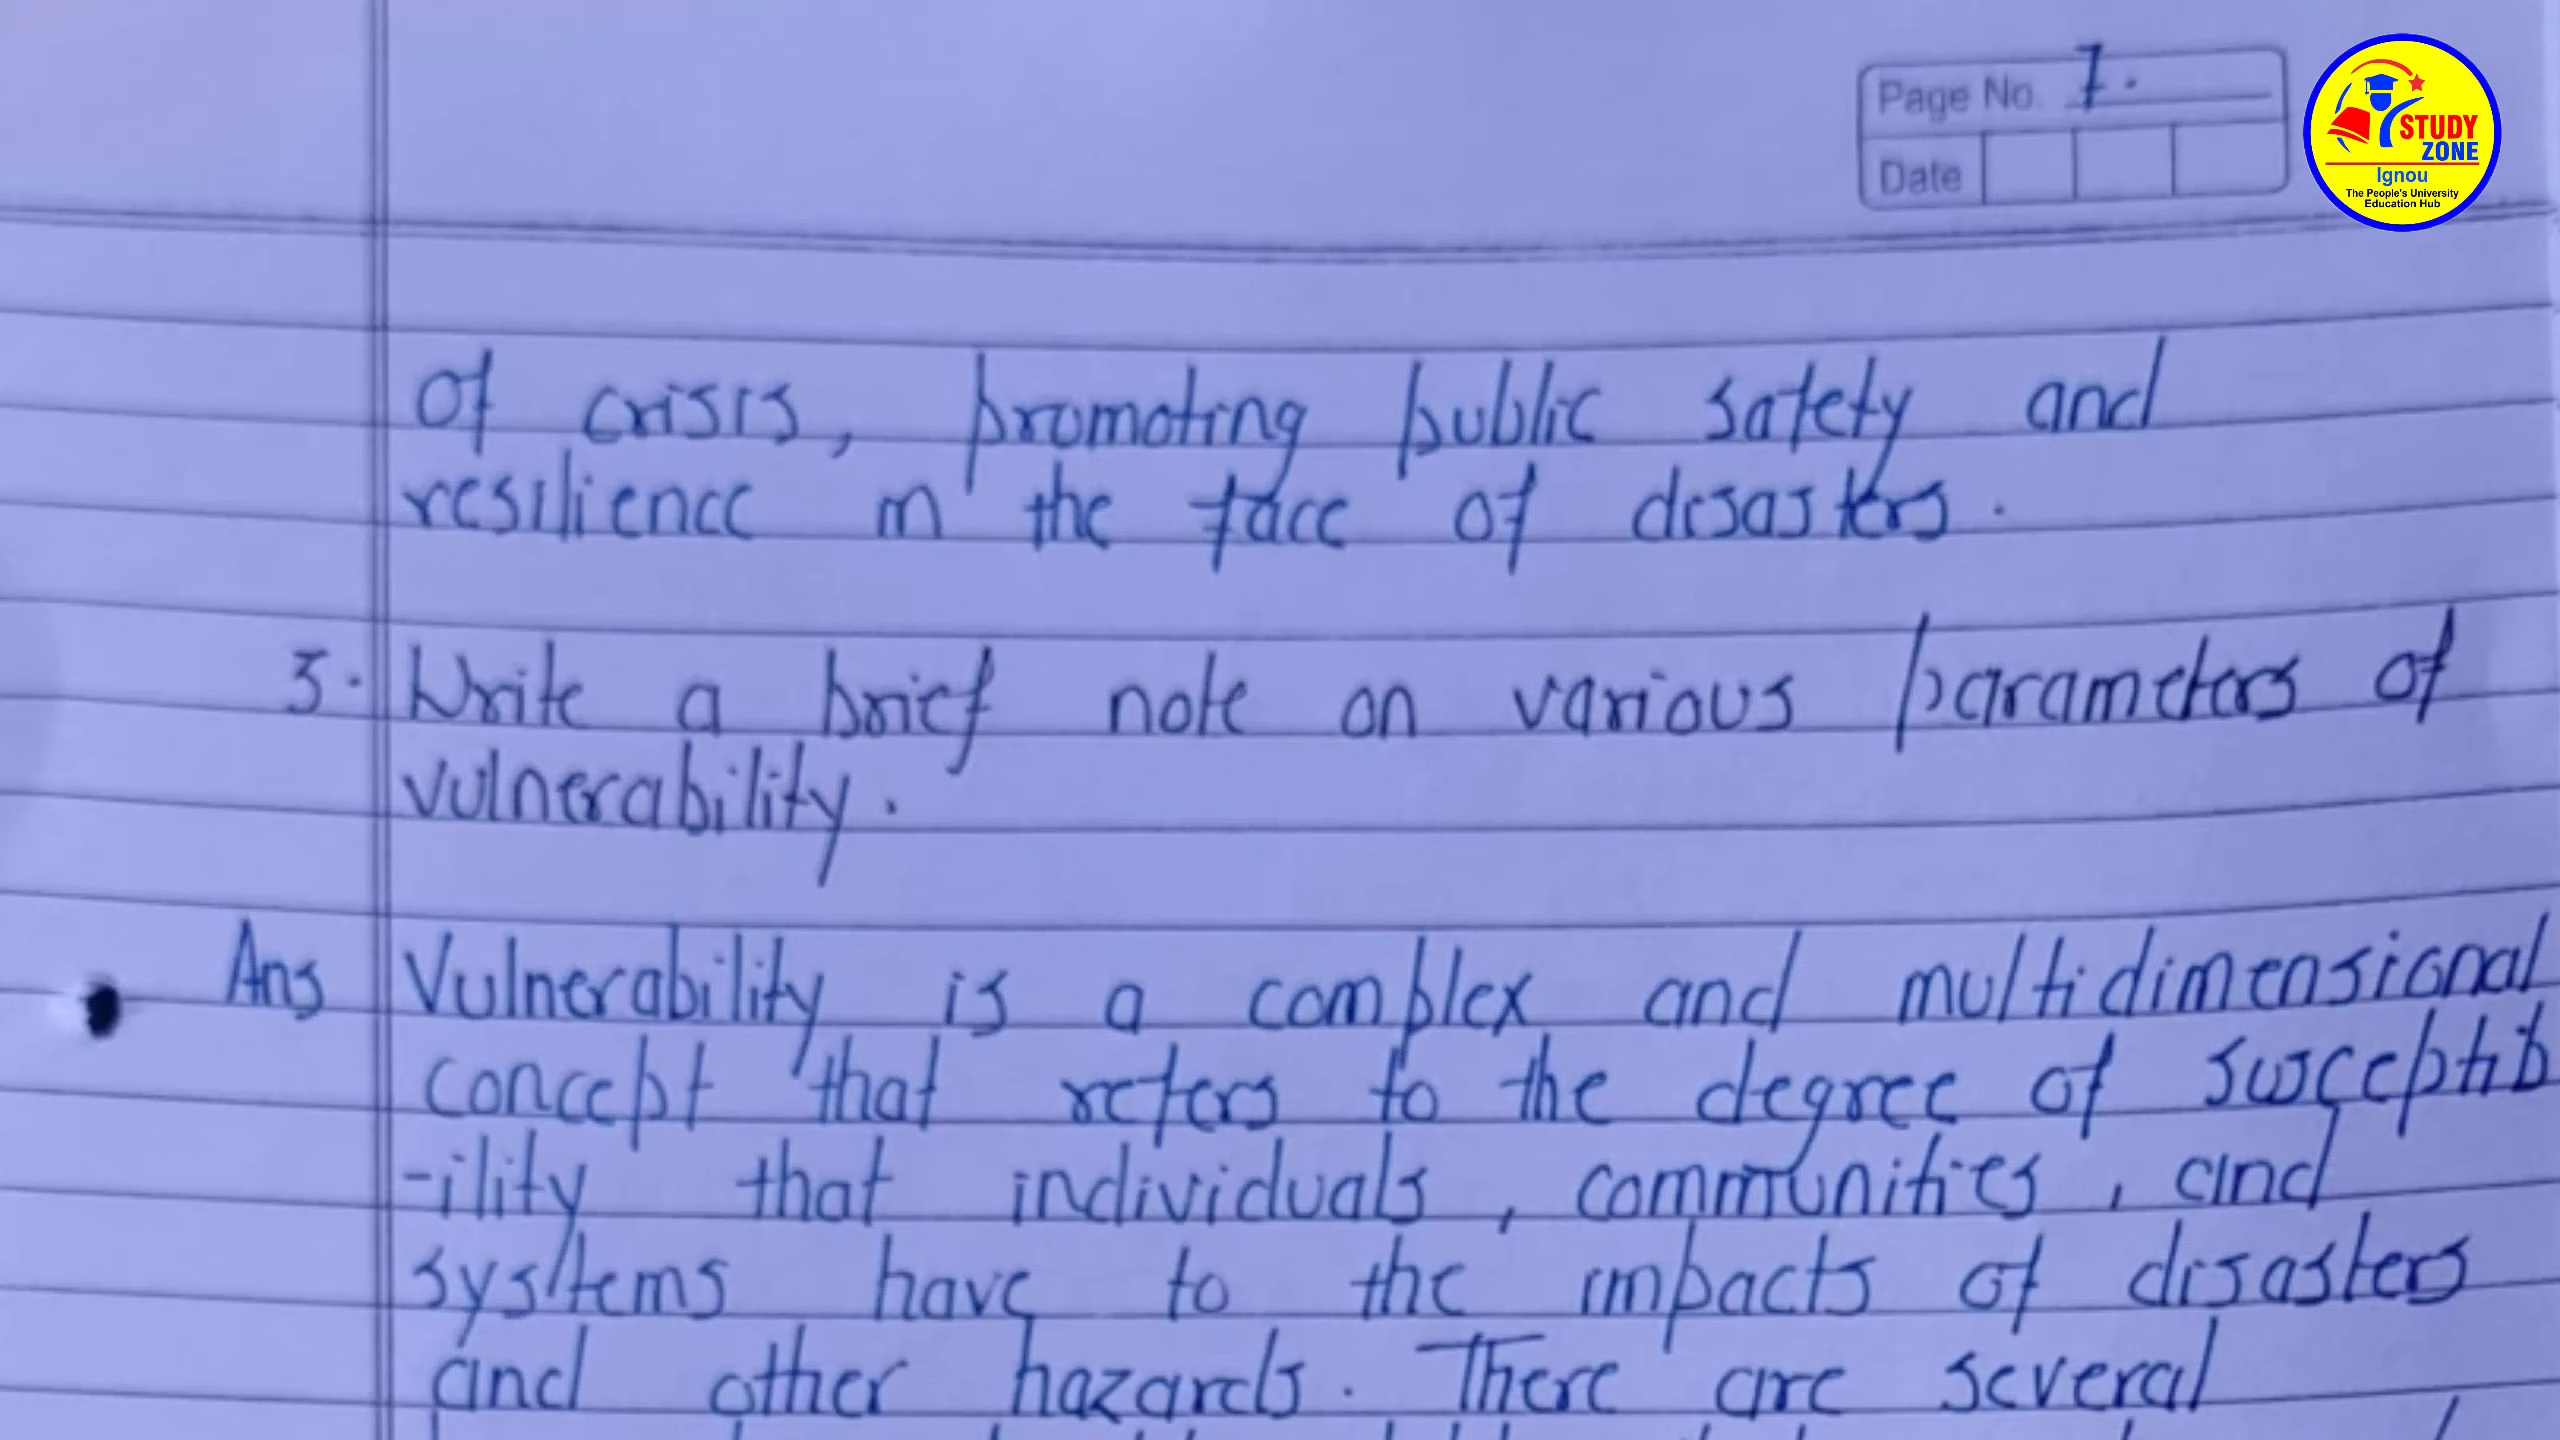 Page No. 7.
Date
STUDY
ZONE
Ignou
The People's University
Education Hub
of crisis, promoting public safety and
resilience in the face of disasters.
3. Write a brief note on various parameters of
vulnerability.
Ans Vulnerability is a complex and multidimensional
concept that refers to the degree of susceptib
-ility that individuals, communities, and
systems have to the impacts of disasters
and other hazards. There are several